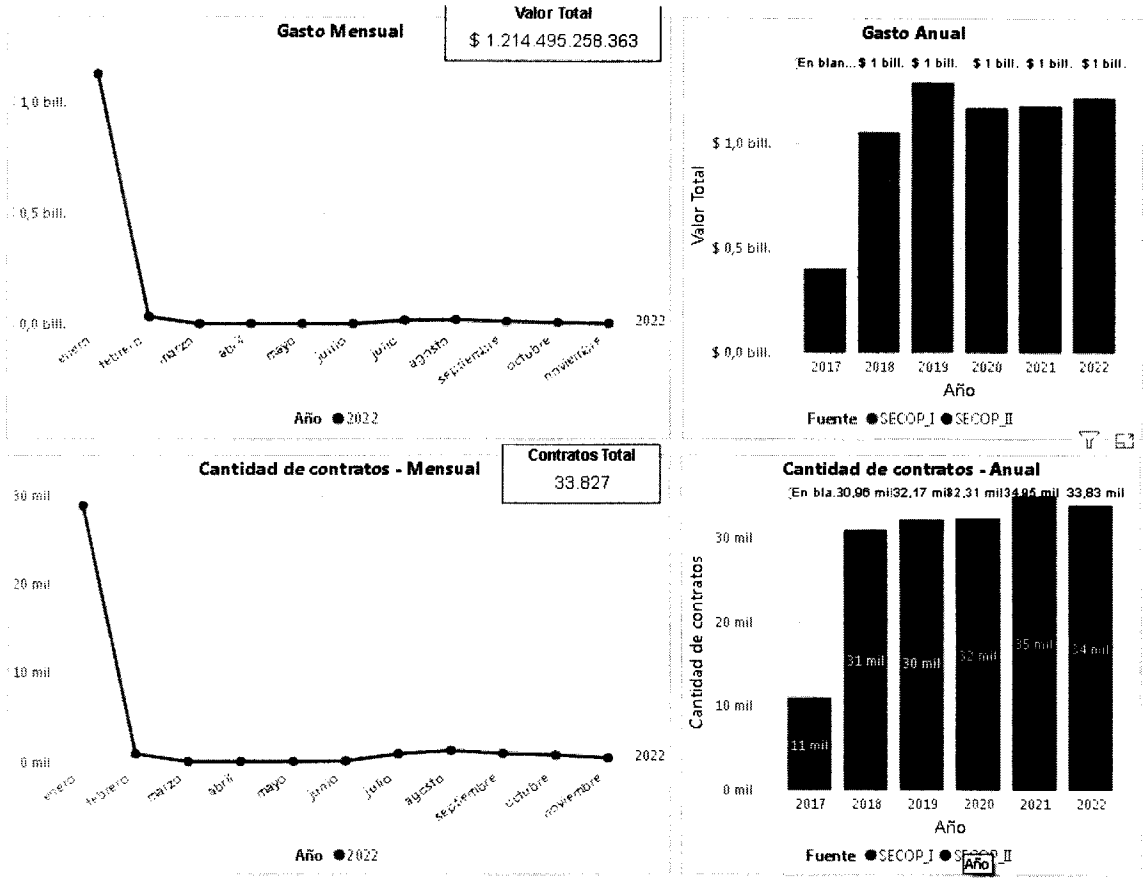 Gasto Mensual
Valor Total
$ 1.214.495.258.363
1,0 bill.
0,5 bill.
0,0 bill.
2022
enero
febrero
marzo
abril
mayo
junio
julio
agosto
septiembre
octubre
noviembre
Año 2022
Gasto Anual
En blan... $ 1 bill. $ 1 bill. $ 1 bill. $ 1 bill. $ 1 bill.
Valor Total
$ 1,0 bill.
$ 0,5 bill.
$ 0,0 bill.
2017 2018 2019 2020 2021 2022
Año
Fuente SECOP_I SECOP_II
Cantidad de contratos - Mensual
Contratos Total
33.827
30 mil
20 mil
10 mil
0 mil
2022
enero
febrero
marzo
abril
mayo
junio
julio
agosto
septiembre
octubre
noviembre
Año 2022
Cantidad de contratos - Anual
En bla. 30,96 mil 32,17 mil 32,31 mil 34,95 mil 33,83 mil
Cantidad de contratos
30 mil
20 mil
10 mil
0 mil
11 mil 31 mil 30 mil 32 mil 35 mil 34 mil
2017 2018 2019 2020 2021 2022
Año
Fuente SECOP_I SECOP_II
Año